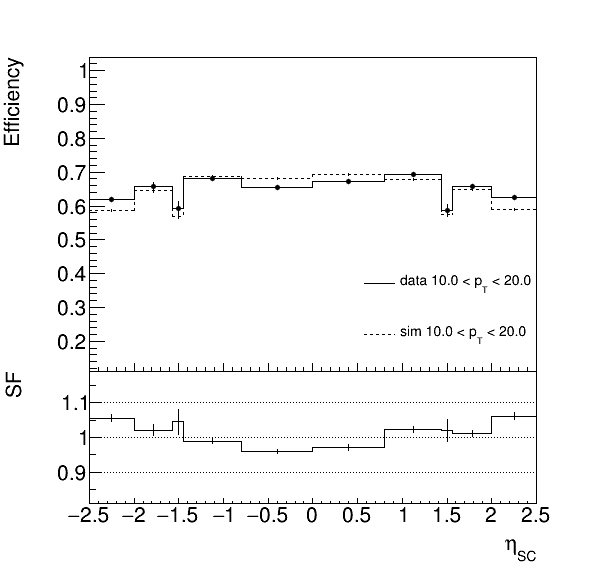 Efficiency
1
0.9
0.8
0.7
0.6
0.5
0.4
0.3
0.2
data 10.0 < p_T < 20.0
sim 10.0 < p_T < 20.0
SF
1.1
1
0.9
−2.5 −2 −1.5 −1 −0.5 0 0.5 1 1.5 2 2.5
η_SC